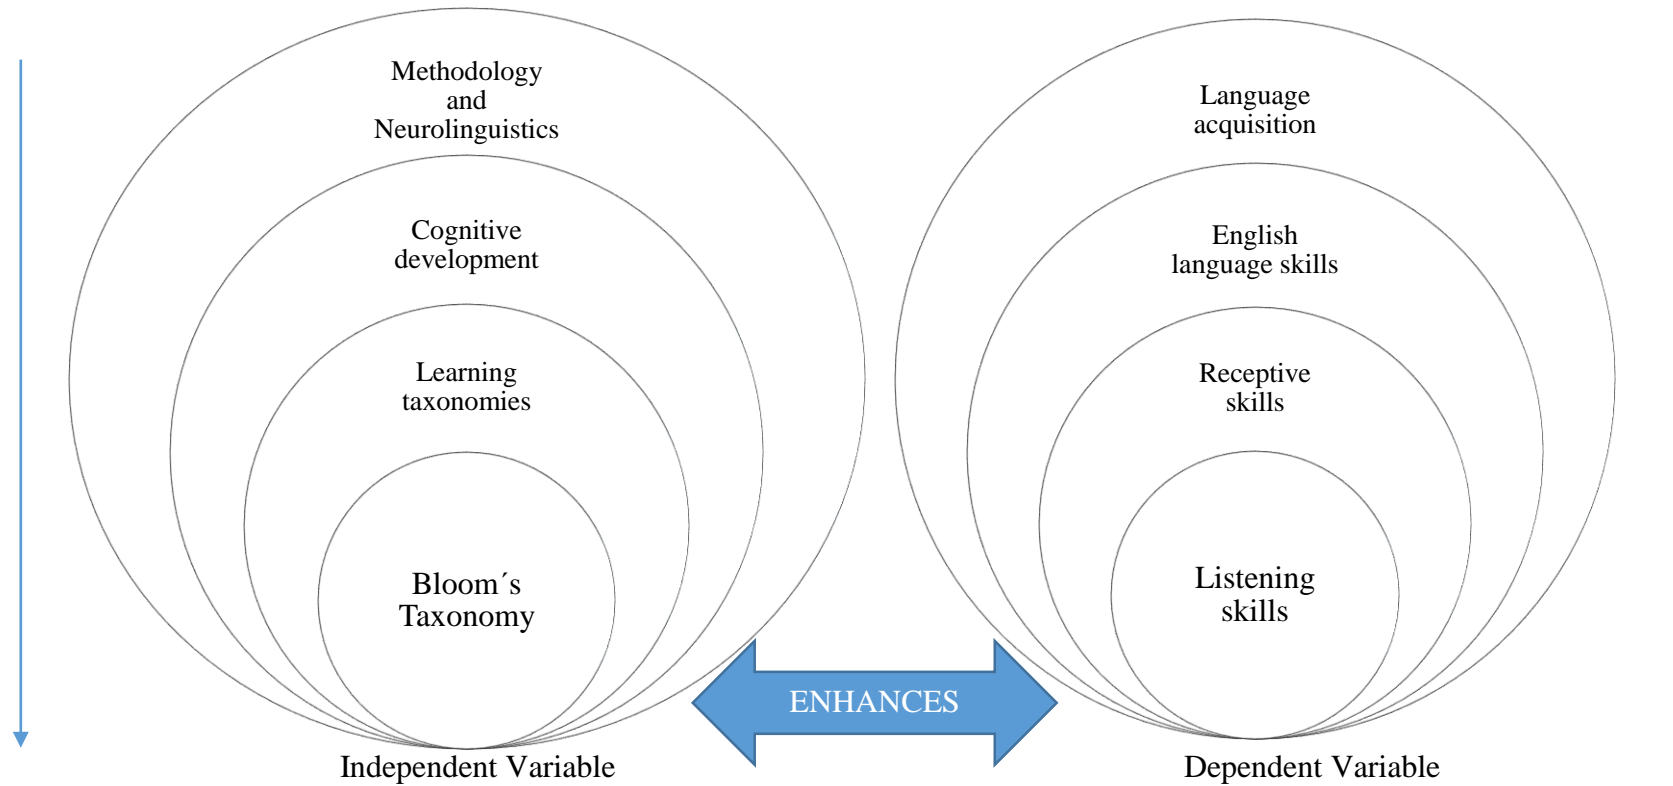 Methodology
and
Neurolinguistics
Cognitive
development
Learning
taxonomies
Bloom´s
Taxonomy
Independent Variable
ENHANCES
Language
acquisition
English
language skills
Receptive
skills
Listening
skills
Dependent Variable